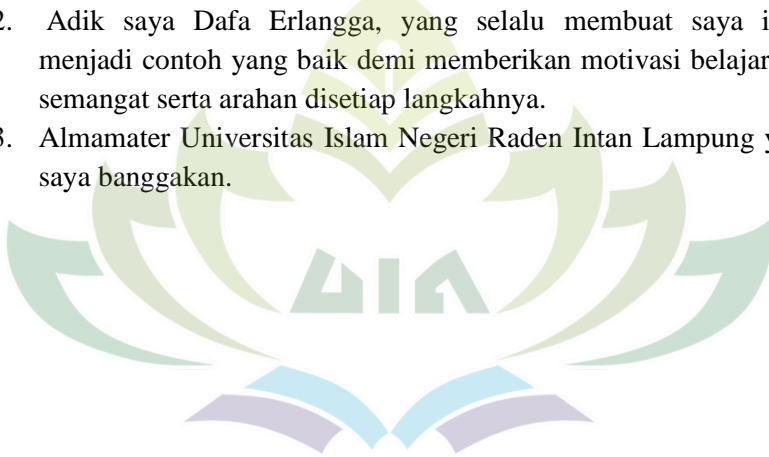 2. Adik saya Dafa Erlangga, yang selalu membuat saya i
menjadi contoh yang baik demi memberikan motivasi belajar
semangat serta arahan disetiap langkahnya.
3. Almamater Universitas Islam Negeri Raden Intan Lampung y
saya banggakan.